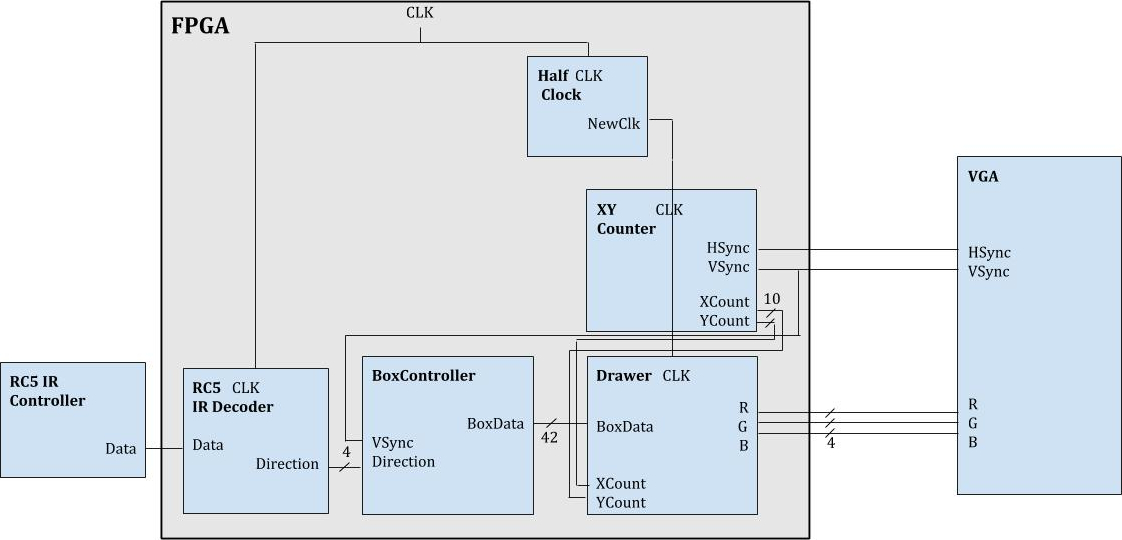 CLK
FPGA
Half CLK
Clock
NewClk
XY CLK
Counter
HSync
VSync
XCount
10
YCount
VGA
HSync
VSync
R
G
B
RC5 IR
Controller
Data
RC5 CLK
IR Decoder
Data
Direction
4
BoxController
BoxData
42
VSync
Direction
Drawer CLK
R
G
B
BoxData
XCount
YCount
4